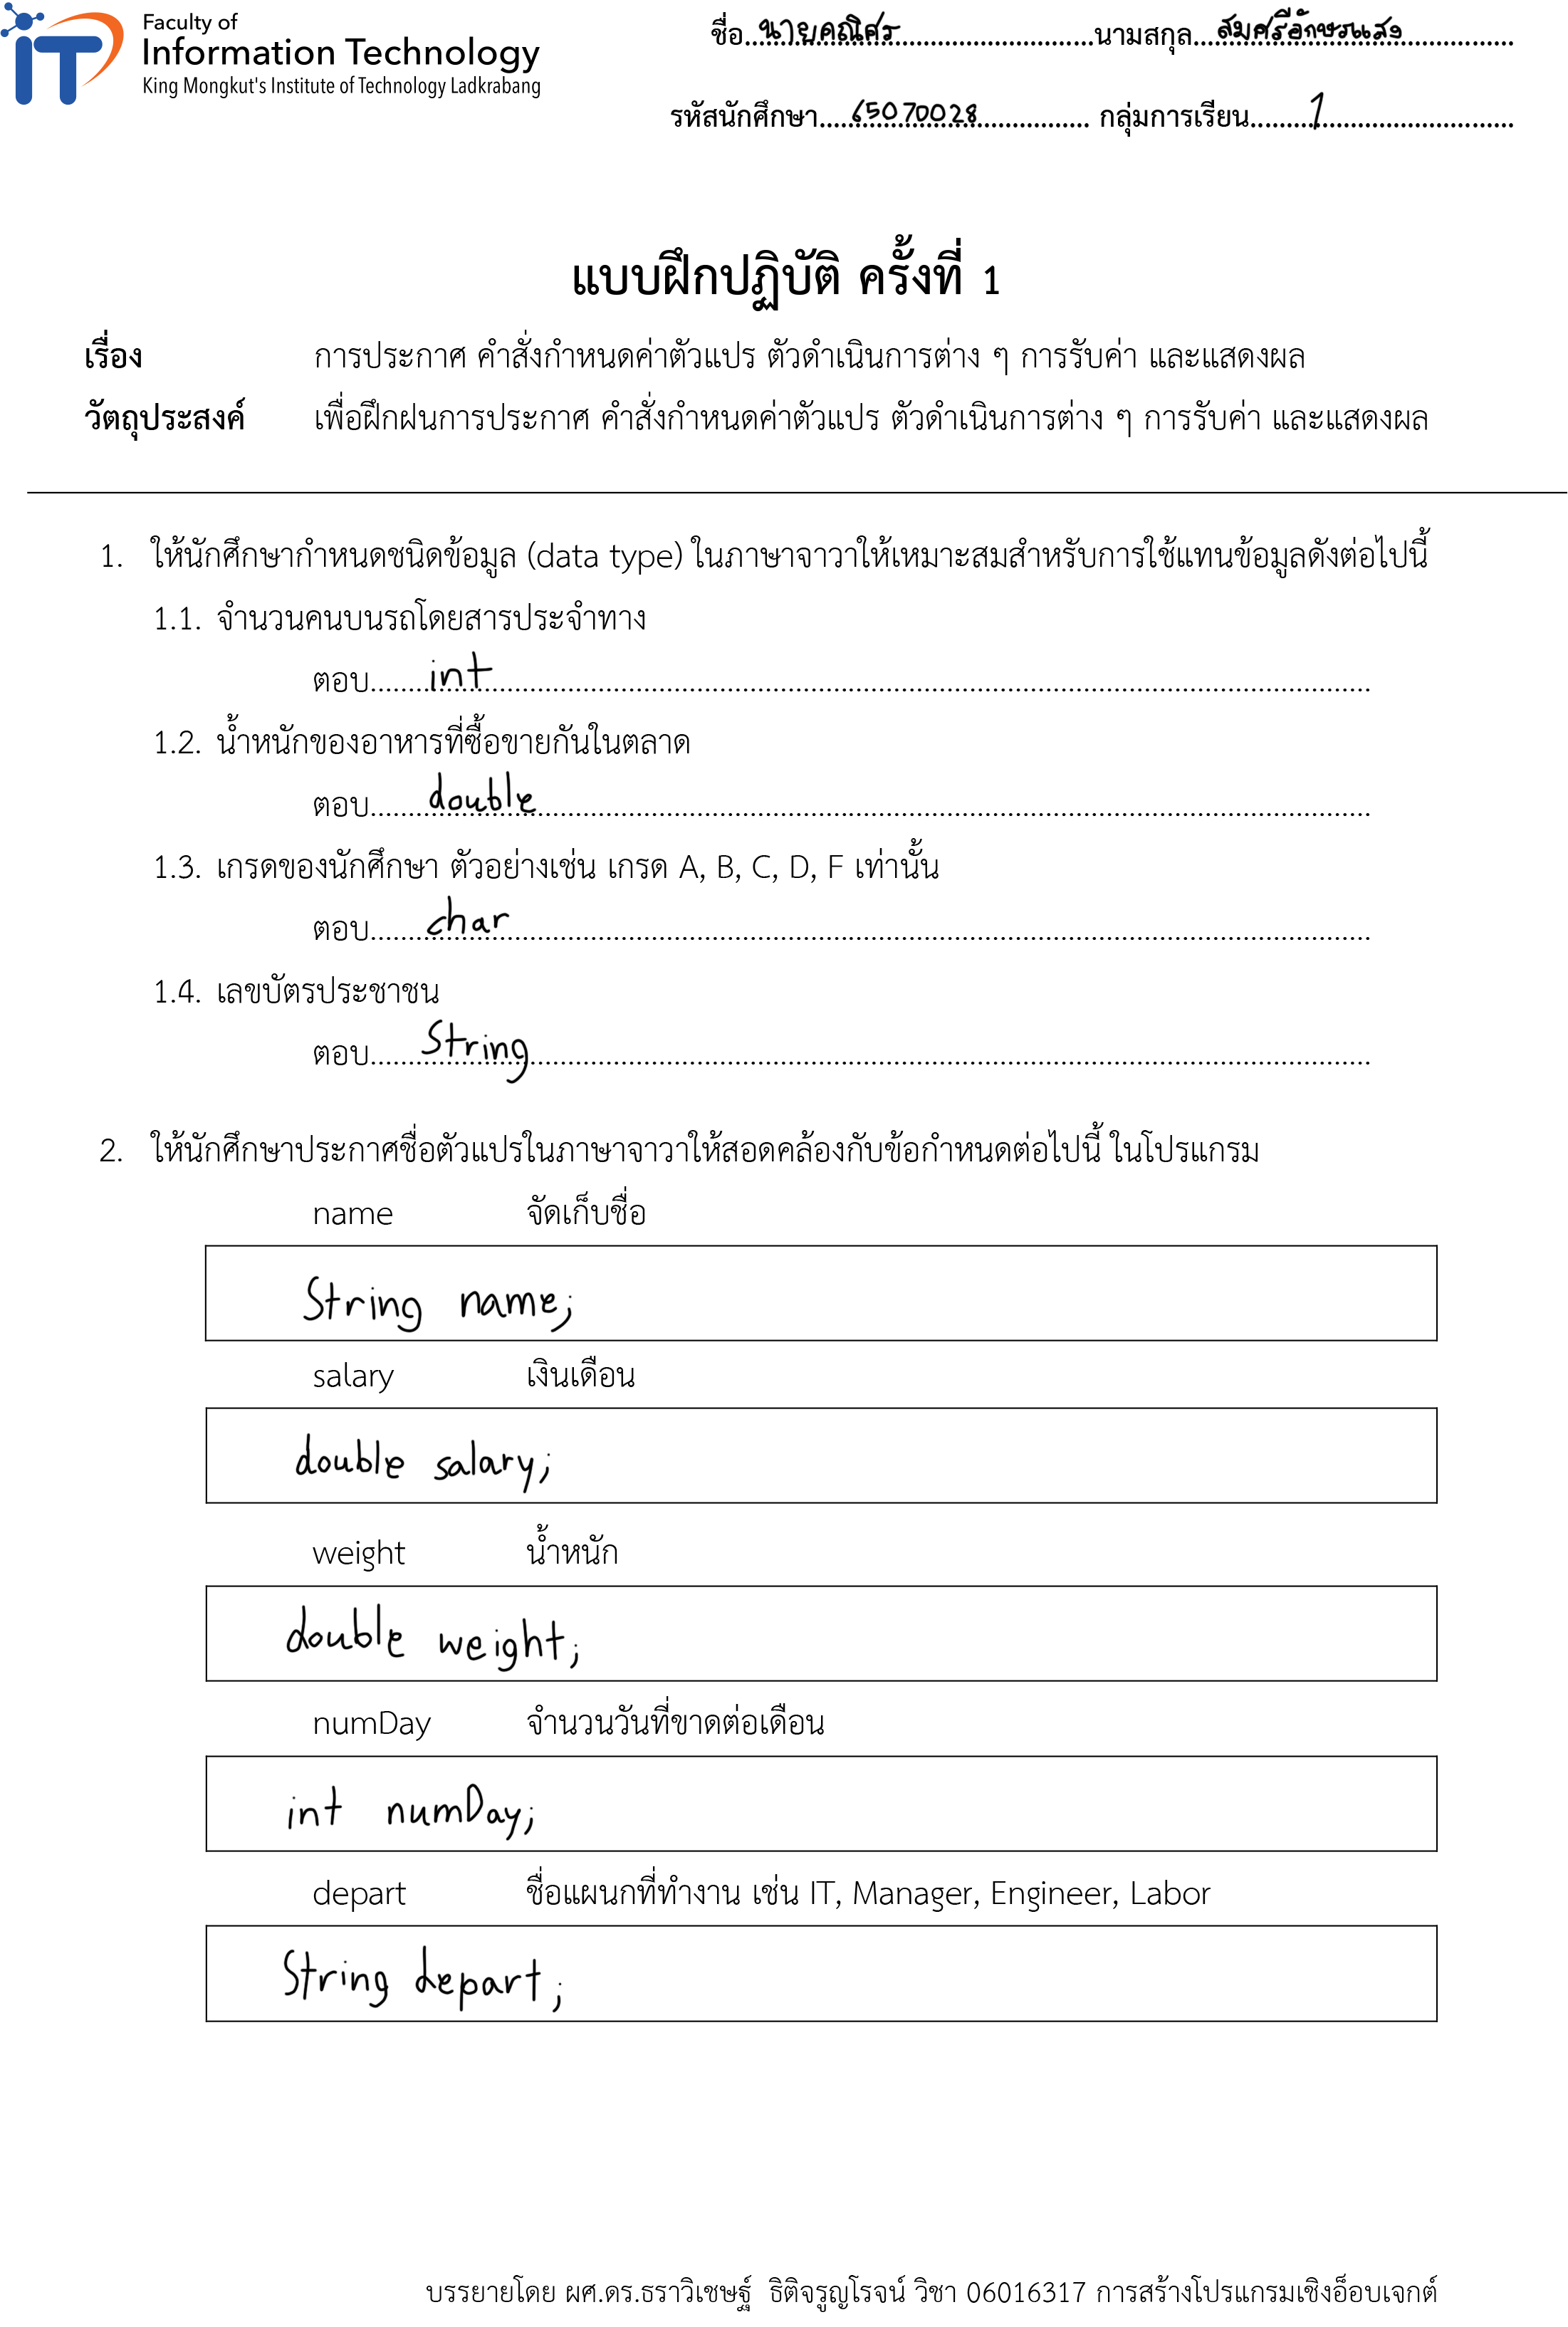 Faculty of
Information Technology
King Mongkut's Institute of Technology Ladkrabang
ชื่อ นายคณิศร นามสกุล สมศรีอักษรแสง
รหัสนักศึกษา 65070028 กลุ่มการเรียน 1
แบบฝึกปฏิบัติ ครั้งที่ 1
เรื่อง การประกาศ คำสั่งกำหนดค่าตัวแปร ตัวดำเนินการต่าง ๆ การรับค่า และแสดงผล
วัตถุประสงค์ เพื่อฝึกฝนการประกาศ คำสั่งกำหนดค่าตัวแปร ตัวดำเนินการต่าง ๆ การรับค่า และแสดงผล
1. ให้นักศึกษากำหนดชนิดข้อมูล (data type) ในภาษาจาวาให้เหมาะสมสำหรับการใช้แทนข้อมูลดังต่อไปนี้
1.1. จำนวนคนบนรถโดยสารประจำทาง
ตอบ int
1.2. น้ำหนักของอาหารที่ซื้อขายกันในตลาด
ตอบ double
1.3. เกรดของนักศึกษา ตัวอย่างเช่น เกรด A, B, C, D, F เท่านั้น
ตอบ char
1.4. เลขบัตรประชาชน
ตอบ String
2. ให้นักศึกษาประกาศชื่อตัวแปรในภาษาจาวาให้สอดคล้องกับข้อกำหนดต่อไปนี้ ในโปรแกรม
name จัดเก็บชื่อ
String name;
salary เงินเดือน
double salary;
weight น้ำหนัก
double weight;
numDay จำนวนวันที่ขาดต่อเดือน
int numDay;
depart ชื่อแผนกที่ทำงาน เช่น IT, Manager, Engineer, Labor
String depart;
บรรยายโดย ผศ.ดร.ธราวิเชษฐ์ ธิติจรูญโรจน์ วิชา 06016317 การสร้างโปรแกรมเชิงอ็อบเจกต์